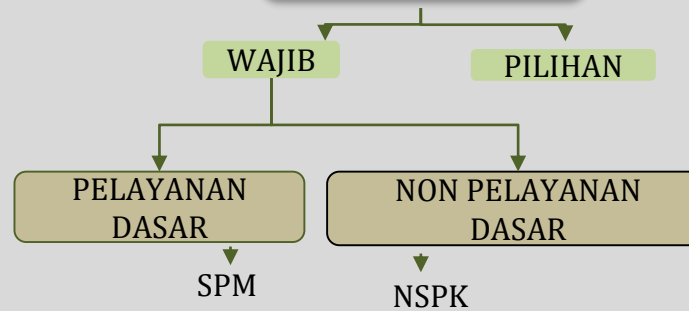 WAJIB
PILIHAN
PELAYANAN
DASAR
NON PELAYANAN
DASAR
SPM
NSPK